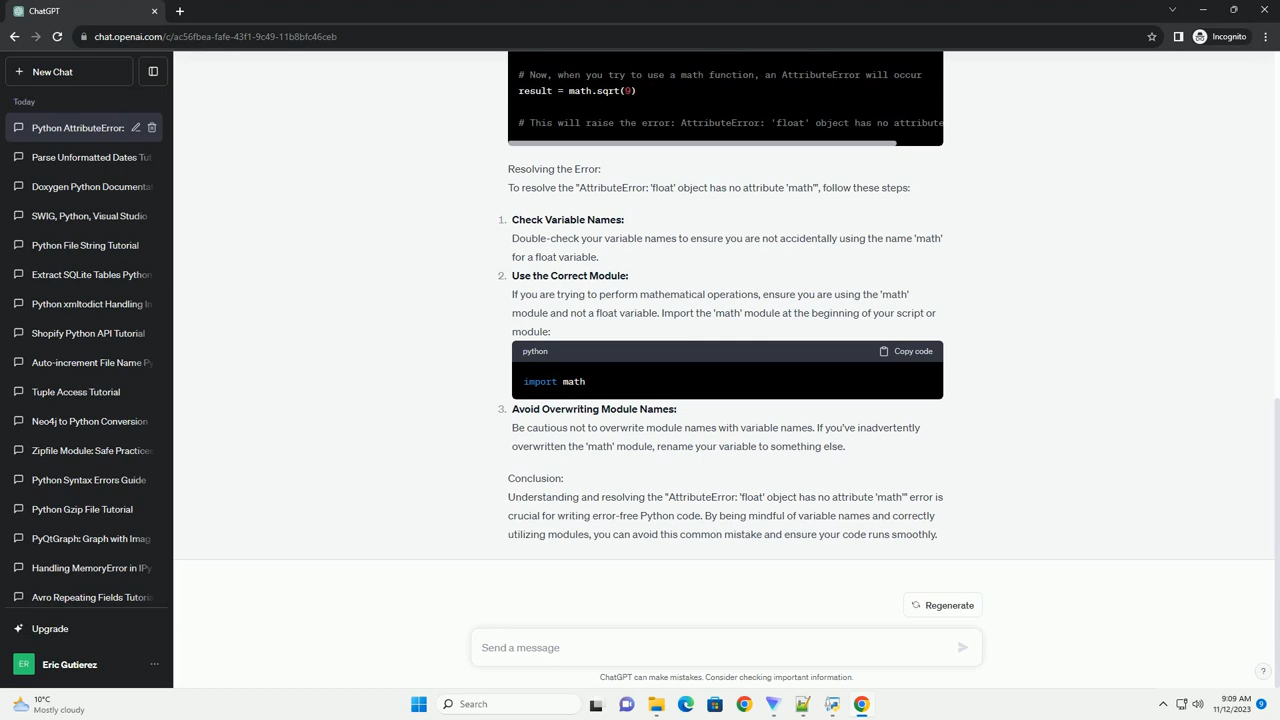 ChatGPT
chat.openai.com/c/ac56fbea-fafe-43f1-9c49-11b8bfc46ceb
Incognito
New Chat
Today
Python AttributeError:
Parse Unformatted Dates Tut
Doxygen Python Documentat
SWIG, Python, Visual Studio
Python File String Tutorial
Extract SQLite Tables Python
Python xmltodict Handling In
Shopify Python API Tutorial
Auto-increment File Name Py
Tuple Access Tutorial
Neo4j to Python Conversion
Zipfile Module: Safe Practices
Python Syntax Errors Guide
Python Gzip File Tutorial
PyQtGraph: Graph with Imag
Handling MemoryError in IPy
Avro Repeating Fields Tutoria
Upgrade
ER
Eric Gutierez
# Now, when you try to use a math function, an AttributeError will occur
result = math.sqrt(9)
# This will raise the error: AttributeError: 'float' object has no attribute
Resolving the Error:
To resolve the "AttributeError: 'float' object has no attribute 'math'", follow these steps:
1. Check Variable Names:
Double-check your variable names to ensure you are not accidentally using the name 'math'
for a float variable.
2. Use the Correct Module:
If you are trying to perform mathematical operations, ensure you are using the 'math'
module and not a float variable. Import the 'math' module at the beginning of your script or
module:
python
Copy code
import math
3. Avoid Overwriting Module Names:
Be cautious not to overwrite module names with variable names. If you've inadvertently
overwritten the 'math' module, rename your variable to something else.
Conclusion:
Understanding and resolving the "AttributeError: 'float' object has no attribute 'math'" error is
crucial for writing error-free Python code. By being mindful of variable names and correctly
utilizing modules, you can avoid this common mistake and ensure your code runs smoothly.
Regenerate
Send a message
ChatGPT can make mistakes. Consider checking important information.
?
10°C
Mostly cloudy
Search
9:09 AM
11/12/2023
9